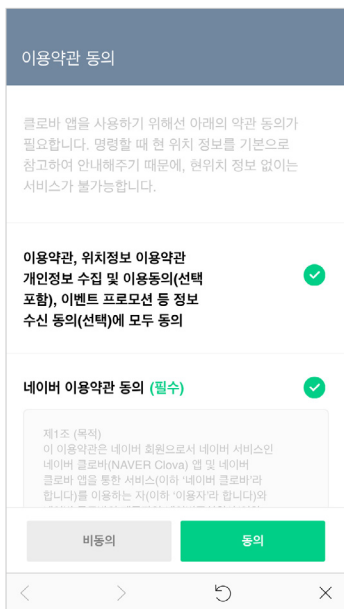 이용약관 동의
클로바 앱을 사용하기 위해선 아래의 약관 동의가
필요합니다. 명령할 때 현 위치 정보를 기본으로
참고하여 안내해주기 때문에, 현위치 정보 없이는
서비스가 불가능합니다.
이용약관, 위치정보 이용약관
개인정보 수집 및 이용동의(선택
포함), 이벤트 프로모션 등 정보
수신 동의(선택)에 모두 동의
네이버 이용약관 동의 (필수)
제1조 (목적)
이 이용약관은 네이버 회원으로서 네이버 서비스인
네이버 클로바(NAVER Clova) 앱 및 네이버
클로바 앱을 통한 서비스(이하 ‘네이버 클로바’라
합니다)를 이용하는 자(이하 ‘이용자’라 합니다)와
비동의
동의